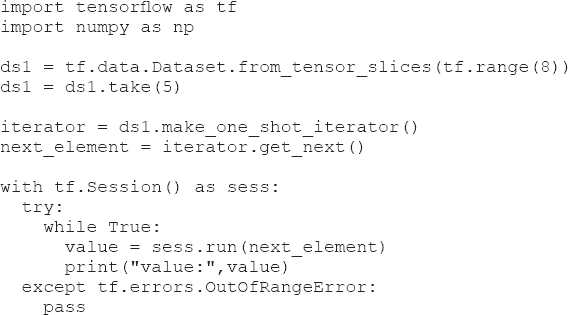 import tensorflow as tf
import numpy as np
ds1 = tf.data.Dataset.from_tensor_slices(tf.range(8))
ds1 = ds1.take(5)
iterator = ds1.make_one_shot_iterator()
next_element = iterator.get_next()
with tf.Session() as sess:
  try:
    while True:
      value = sess.run(next_element)
      print("value:",value)
  except tf.errors.OutOfRangeError:
    pass